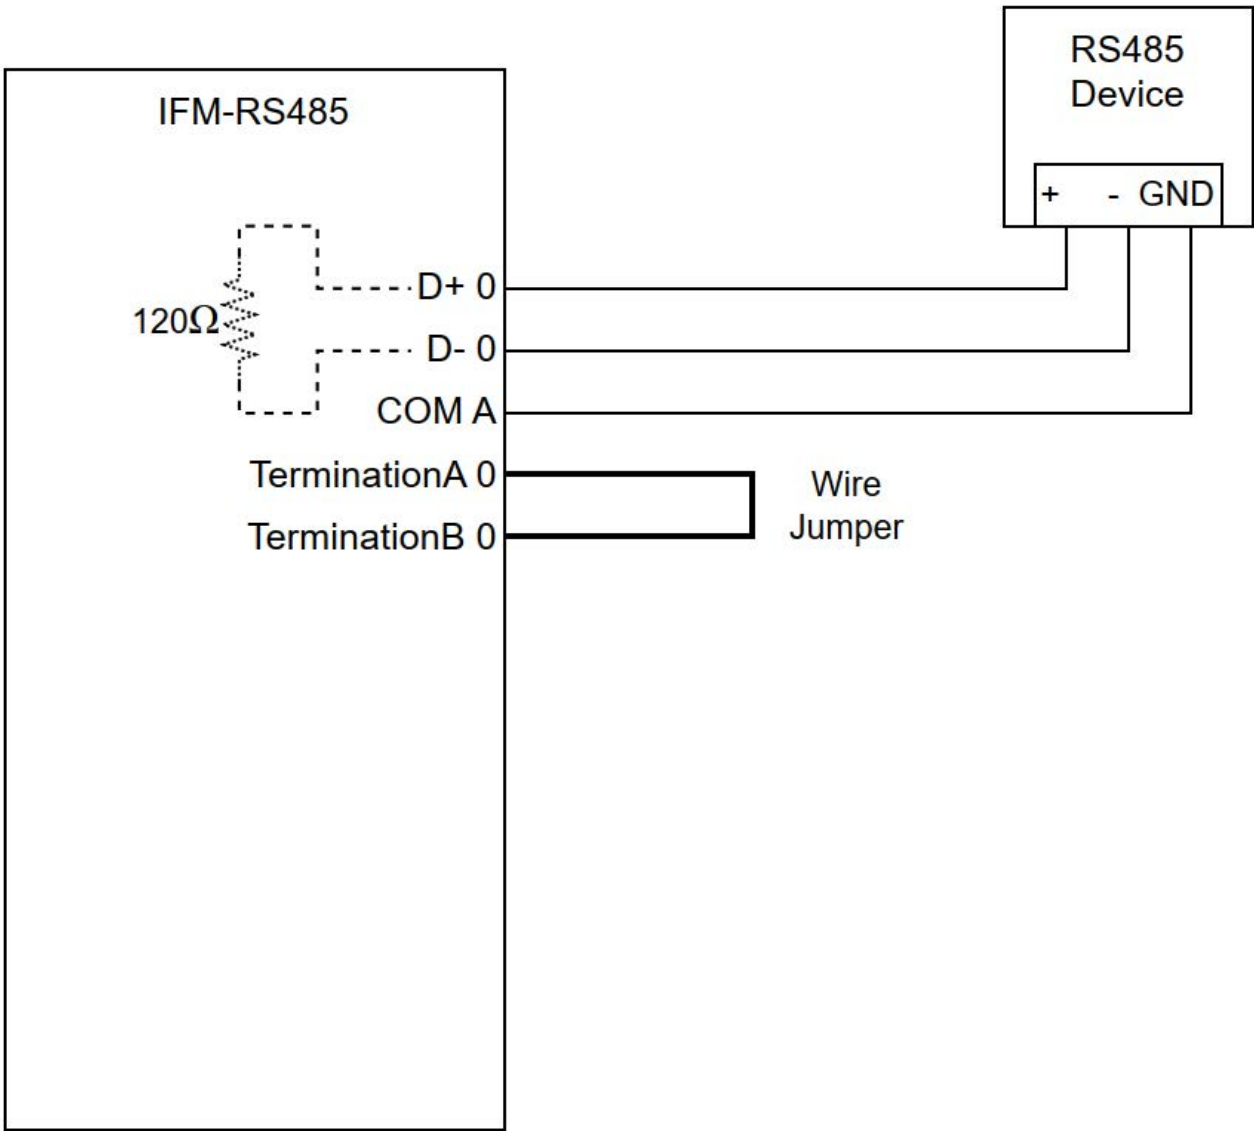 RS485
Device
+ - GND
IFM-RS485
D+ 0
120Ω
D- 0
COM A
TerminationA 0
TerminationB 0
Wire
Jumper